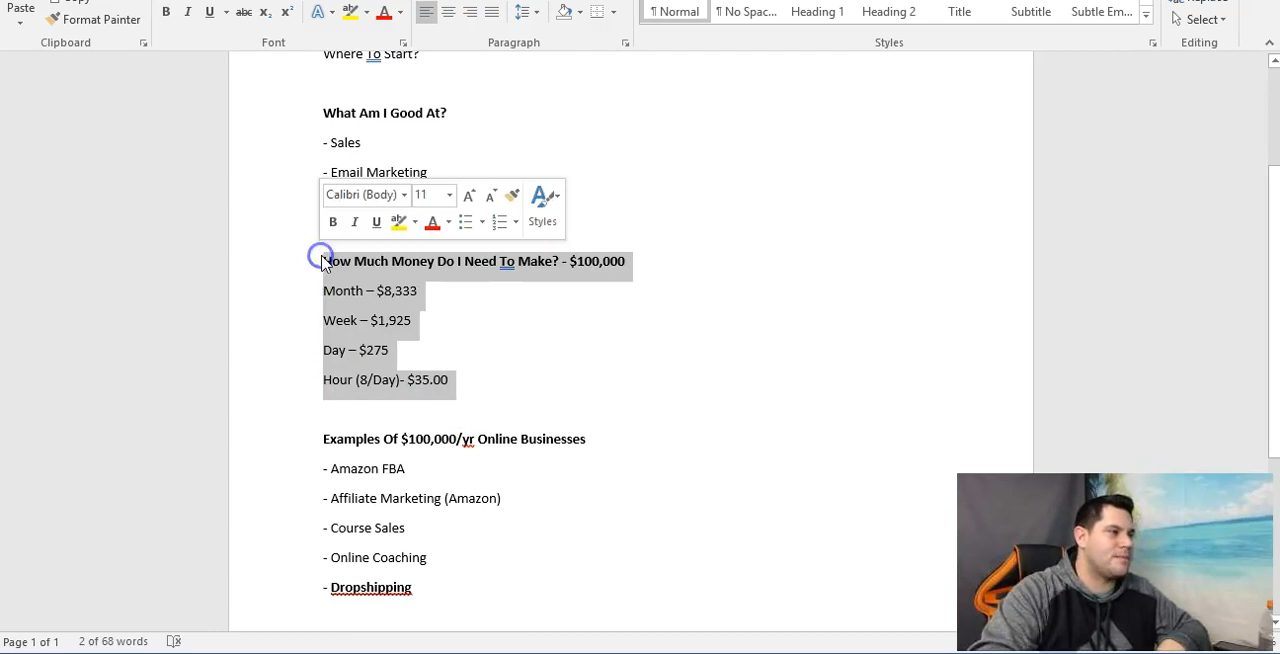 Paste
Format Painter
B I U abc x₂ x² A A
Normal
No Spac...
Heading 1
Heading 2
Title
Subtitle
Subtle Em...
Select
Clipboard
Font
Paragraph
Styles
Editing
Where To Start?
What Am I Good At?
- Sales
- Email Marketing
Calibri (Body) 11 A A A
B I U A Styles
How Much Money Do I Need To Make? - $100,000
Month – $8,333
Week – $1,925
Day – $275
Hour (8/Day)- $35.00
Examples Of $100,000/yr Online Businesses
- Amazon FBA
- Affiliate Marketing (Amazon)
- Course Sales
- Online Coaching
- Dropshipping
Page 1 of 1 2 of 68 words